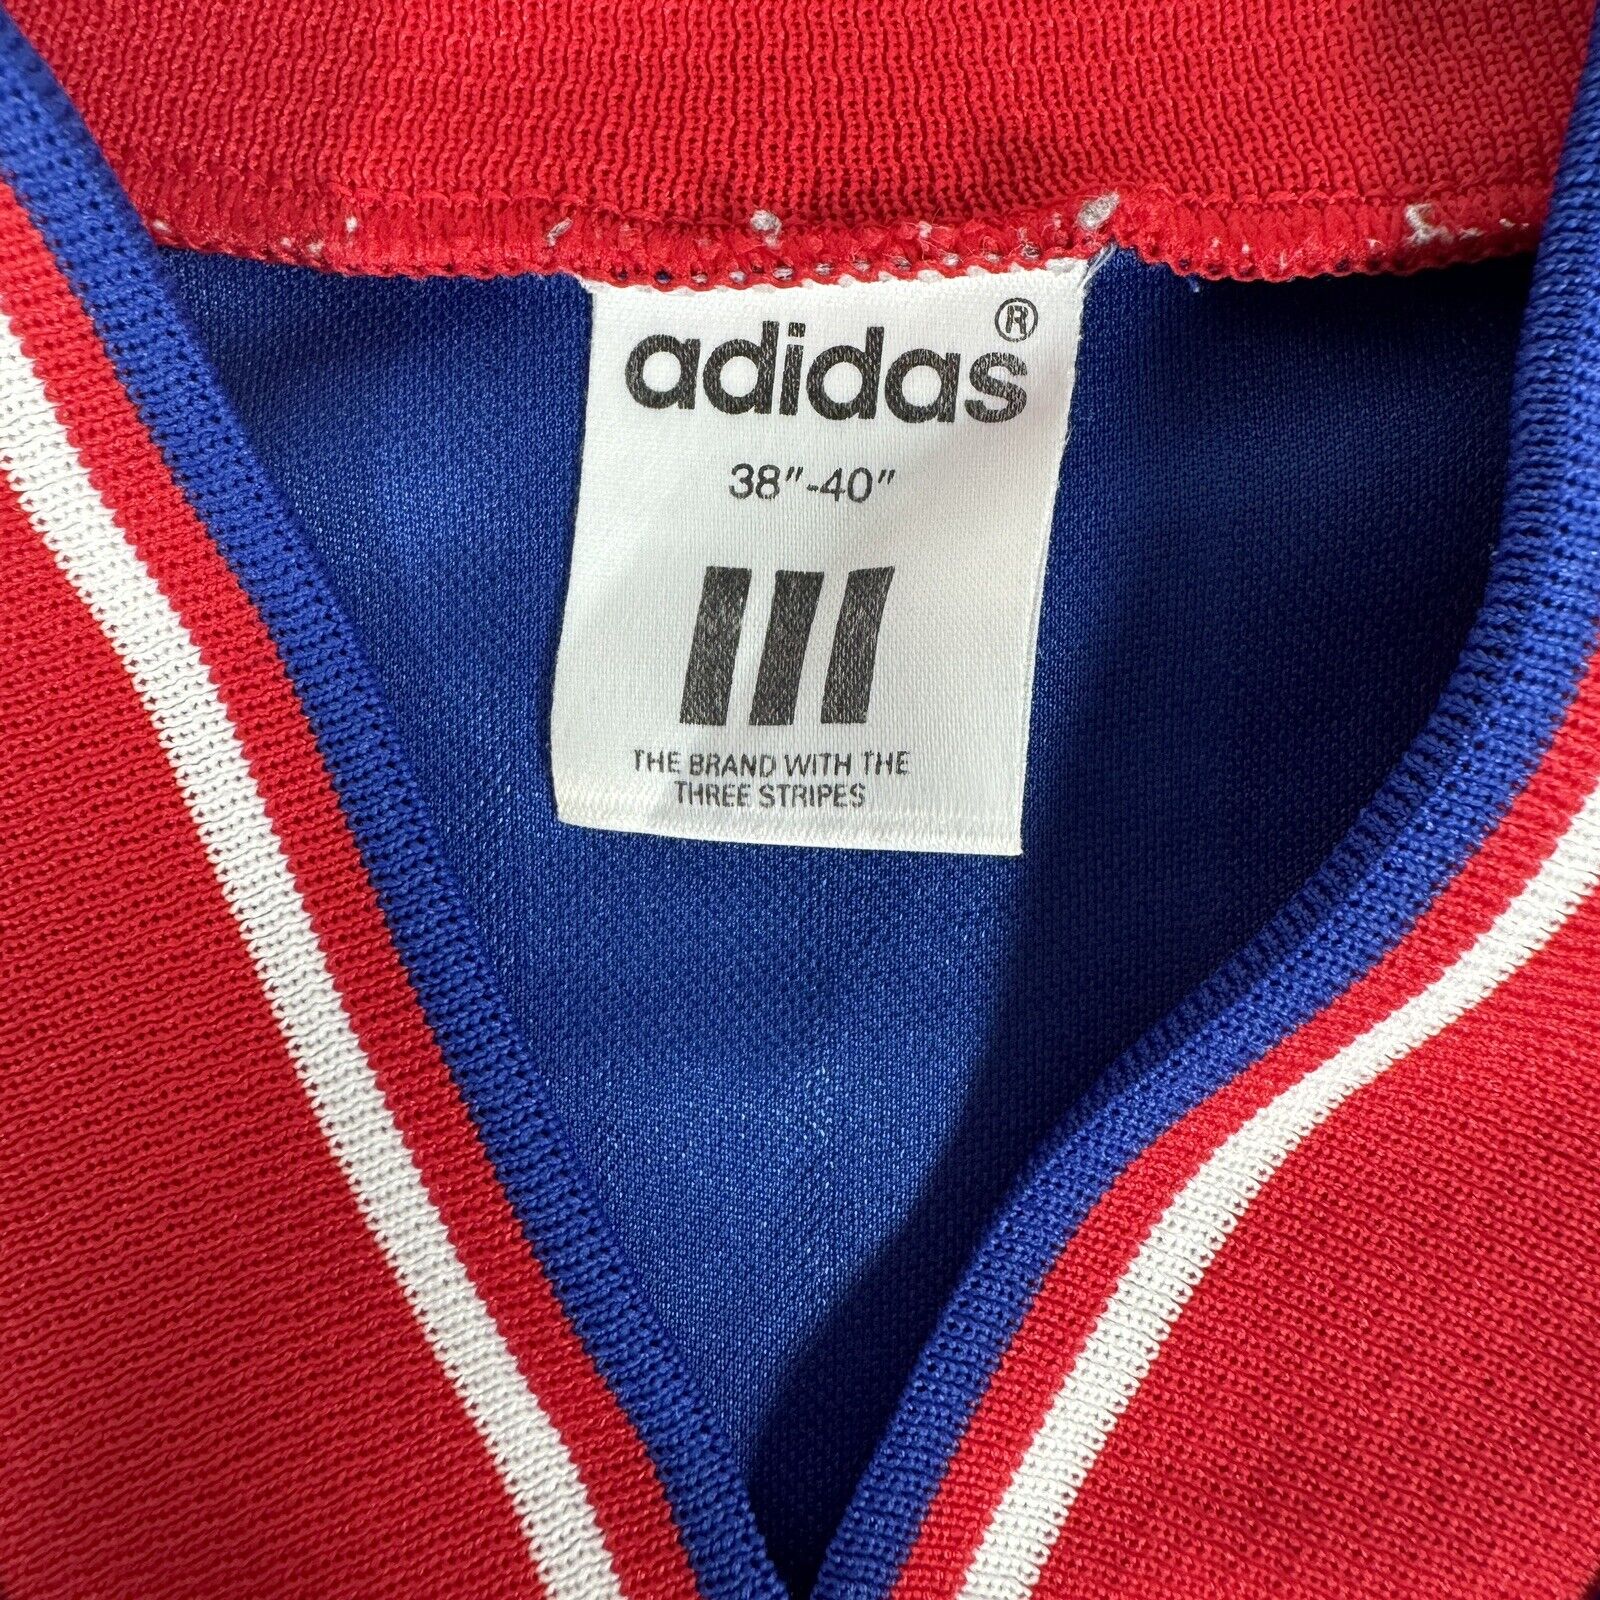 adidas®
38"-40"
THE BRAND WITH THE
THREE STRIPES